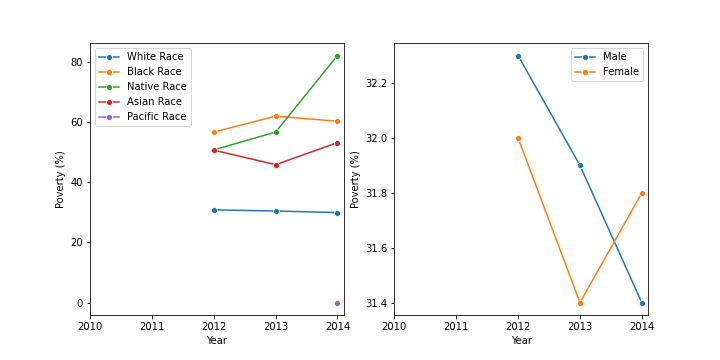 White Race
Black Race
Native Race
Asian Race
Pacific Race
80
60
40
20
0
Poverty (%)
2010 2011 2012 2013 2014
Year
Male
Female
32.2
32.0
31.8
31.6
31.4
Poverty (%)
2010 2011 2012 2013 2014
Year